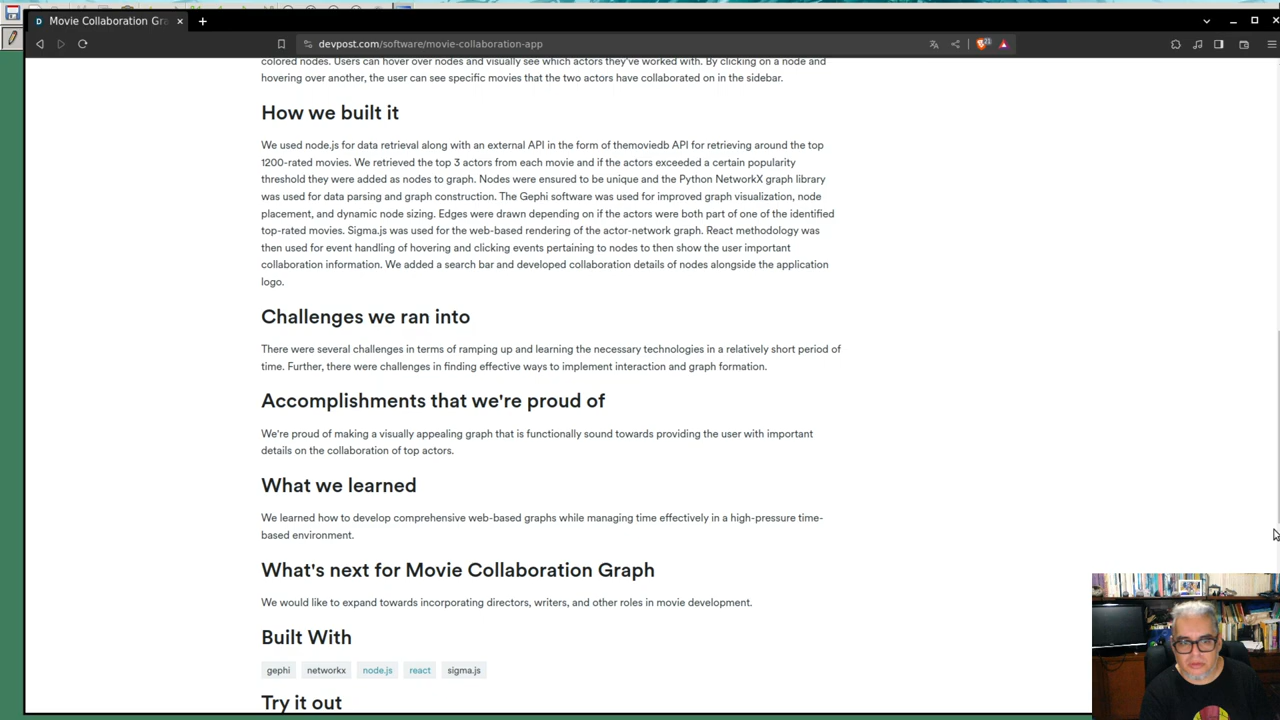 Movie Collaboration Gra
devpost.com/software/movie-collaboration-app
21
colored nodes. Users can hover over nodes and visually see which actors they've worked with. By clicking on a node and
hovering over another, the user can see specific movies that the two actors have collaborated on in the sidebar.
How we built it
We used node.js for data retrieval along with an external API in the form of themoviedb API for retrieving around the top
1200-rated movies. We retrieved the top 3 actors from each movie and if the actors exceeded a certain popularity
threshold they were added as nodes to graph. Nodes were ensured to be unique and the Python NetworkX graph library
was used for data parsing and graph construction. The Gephi software was used for improved graph visualization, node
placement, and dynamic node sizing. Edges were drawn depending on if the actors were both part of one of the identified
top-rated movies. Sigma.js was used for the web-based rendering of the actor-network graph. React methodology was
then used for event handling of hovering and clicking events pertaining to nodes to then show the user important
collaboration information. We added a search bar and developed collaboration details of nodes alongside the application
logo.
Challenges we ran into
There were several challenges in terms of ramping up and learning the necessary technologies in a relatively short period of
time. Further, there were challenges in finding effective ways to implement interaction and graph formation.
Accomplishments that we're proud of
We're proud of making a visually appealing graph that is functionally sound towards providing the user with important
details on the collaboration of top actors.
What we learned
We learned how to develop comprehensive web-based graphs while managing time effectively in a high-pressure time-
based environment.
What's next for Movie Collaboration Graph
We would like to expand towards incorporating directors, writers, and other roles in movie development.
Built With
gephi networkx node.js react sigma.js
Try it out